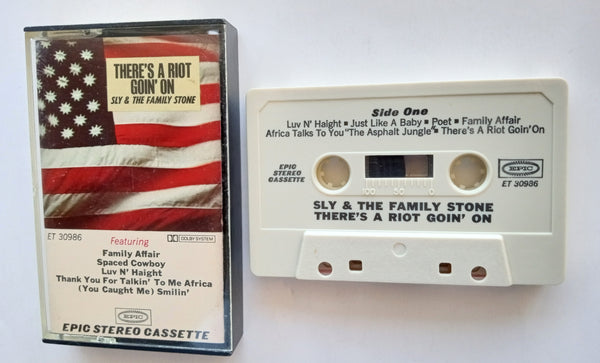 THERE'S A RIOT
GOIN' ON
SLY & THE FAMILY STONE
ET 30986
Featuring
DOLBY SYSTEM
Family Affair
Spaced Cowboy
Luv N' Haight
Thank You For Talkin' To Me Africa
(You Caught Me) Smilin'
EPIC
EPIC STEREO CASSETTE
Side One
Luv N' Haight ▪ Just Like A Baby ▪ Poet ▪ Family Affair
Africa Talks To You "The Asphalt Jungle" ▪ There's A Riot Goin' On
EPIC
STEREO
CASSETTE
100 50 0
EPIC
ET 30986
SLY & THE FAMILY STONE
THERE'S A RIOT GOIN' ON